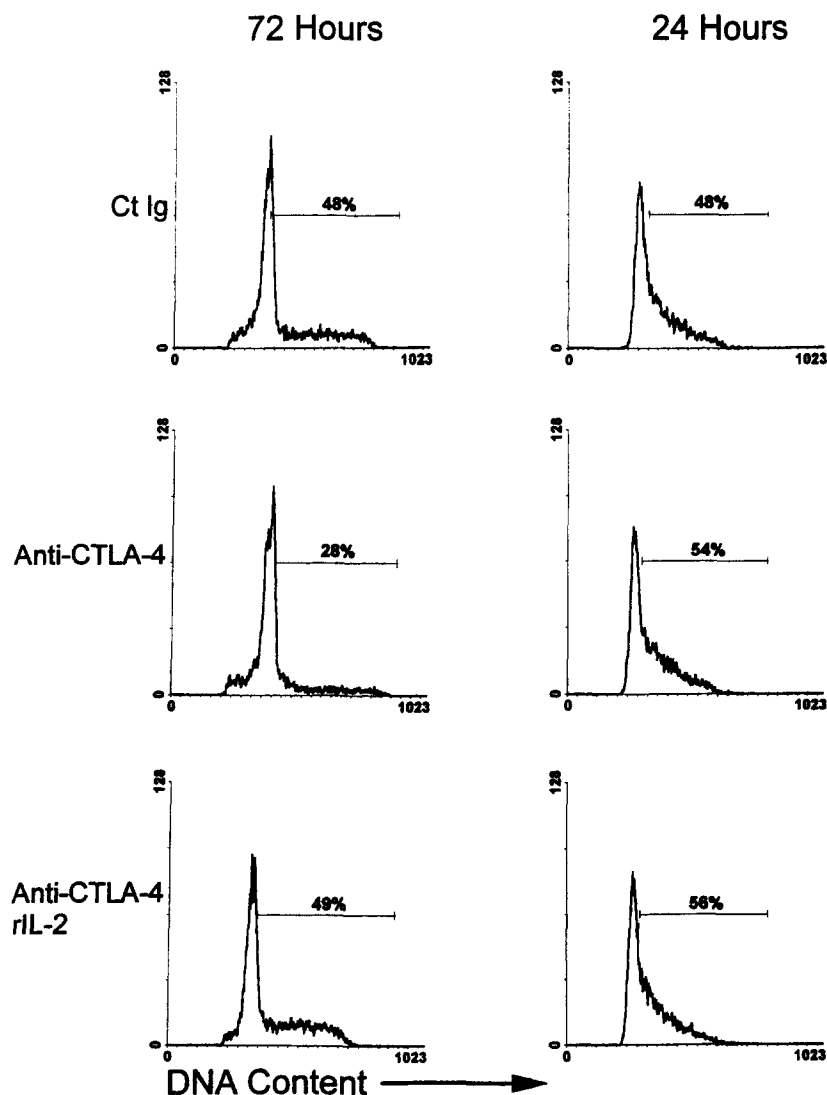 72 Hours 24 Hours
128 128
Ct Ig 48% 48%
0 0
0 1023 0 1023
128 128
Anti-CTLA-4 28% 54%
0 0
0 1023 0 1023
128 128
Anti-CTLA-4 49% 56%
rIL-2
0 0
0 1023 0 1023
DNA Content